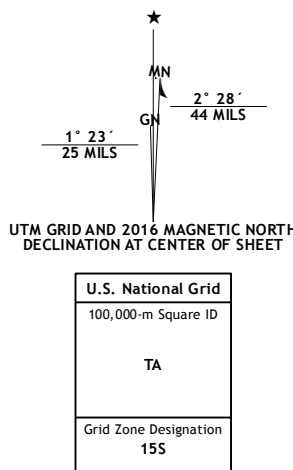 ★
MN
2° 28´
44 MILS
GN
1° 23´
25 MILS
UTM GRID AND 2016 MAGNETIC NORTH
DECLINATION AT CENTER OF SHEET
U.S. National Grid
100,000-m Square ID
TA
Grid Zone Designation
15S